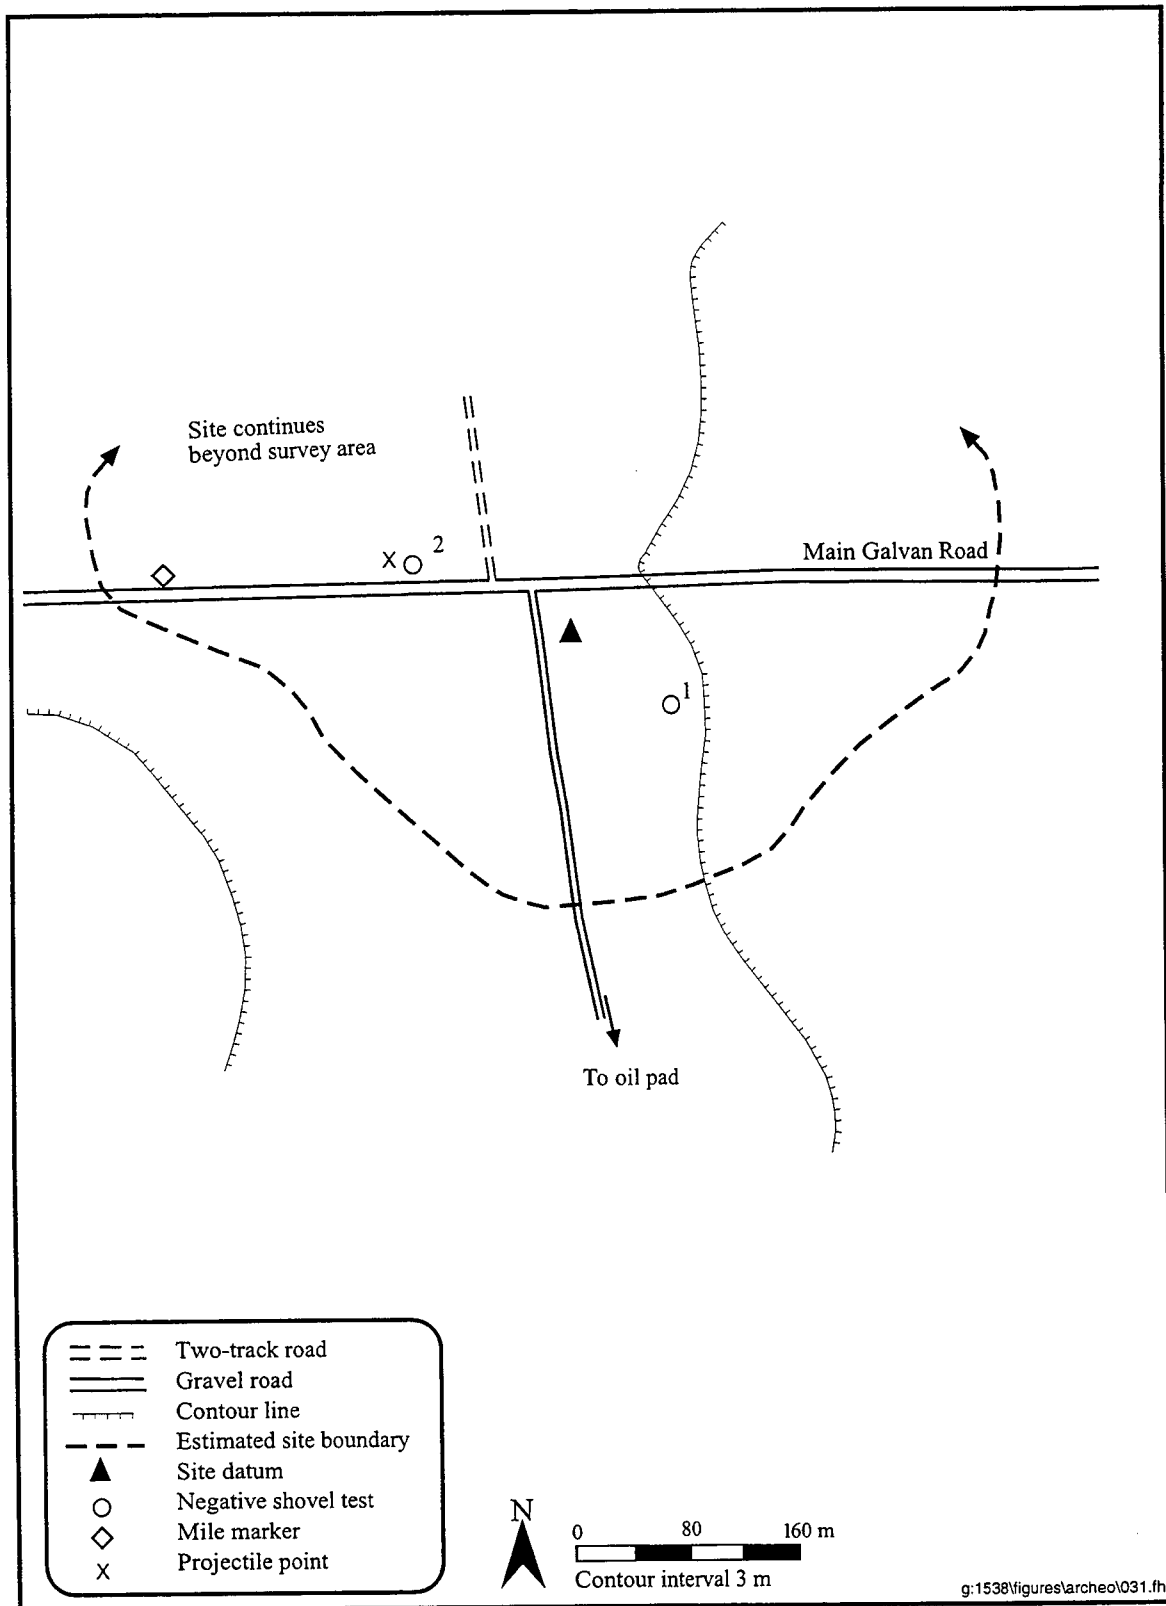 Site continues
beyond survey area
X
2
Main Galvan Road
1
To oil pad
Two-track road
Gravel road
Contour line
Estimated site boundary
Site datum
Negative shovel test
Mile marker
X Projectile point
N
0 80 160 m
Contour interval 3 m
g:1538\figures\archeo\031.fh